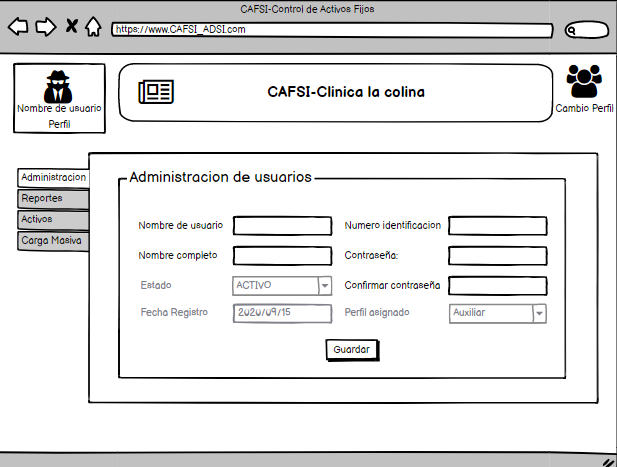 CAFSI-Control de Activos Fijos
https://www.CAFSI_ADSI.com
Nombre de usuario
Perfil
CAFSI-Clinica la colina
Cambio Perfil
Administracion
Reportes
Activos
Carga Masiva
Administracion de usuarios
Nombre de usuario
Numero identificacion
Nombre completo
Contraseña:
Estado
ACTIVO
Confirmar contraseña
Fecha Registro
2020/09/15
Perfil asignado
Auxiliar
Guardar